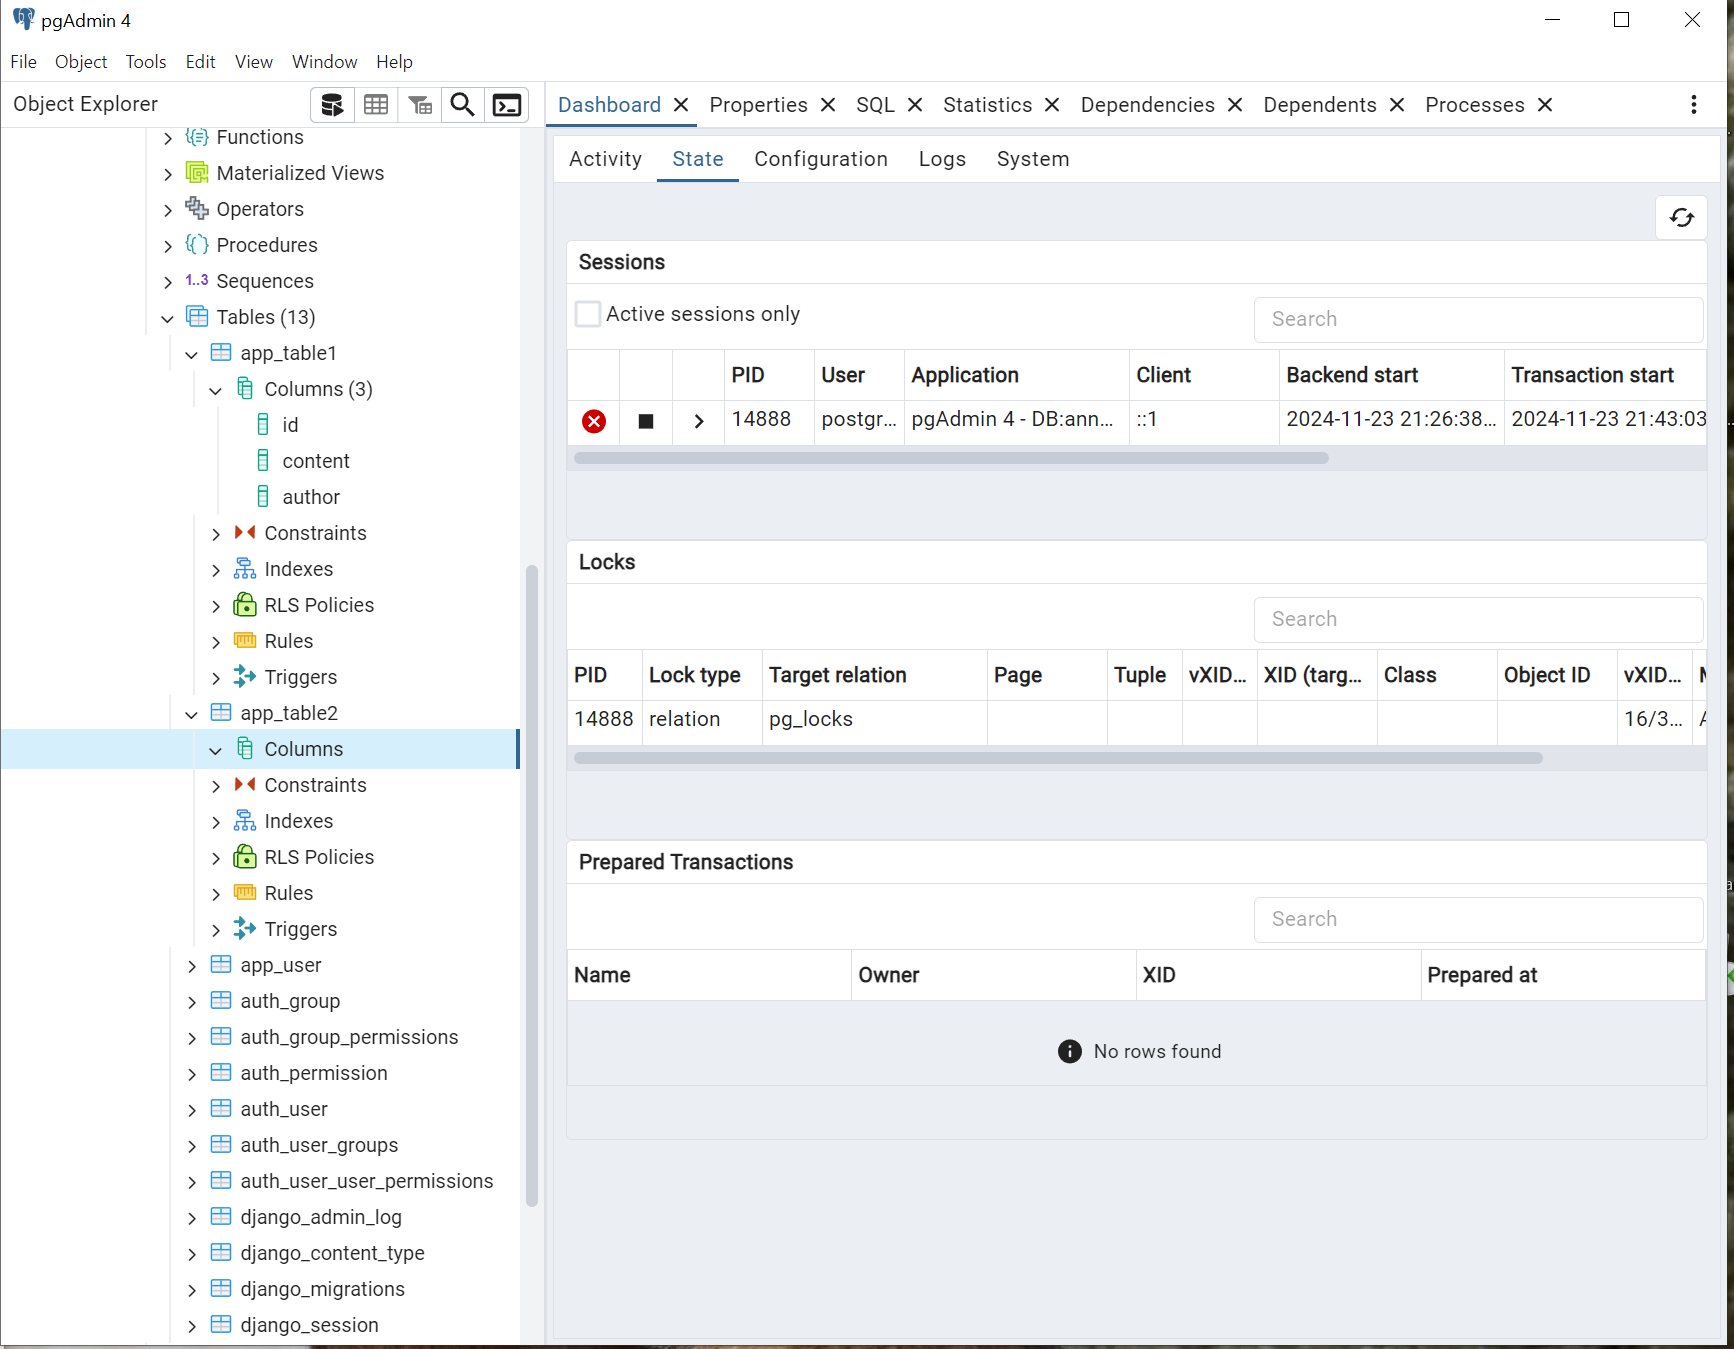 pgAdmin 4
File Object Tools Edit View Window Help
Object Explorer
Functions
Materialized Views
Operators
Procedures
1..3 Sequences
Tables (13)
app_table1
Columns (3)
id
content
author
Constraints
Indexes
RLS Policies
Rules
Triggers
app_table2
Columns
Constraints
Indexes
RLS Policies
Rules
Triggers
app_user
auth_group
auth_group_permissions
auth_permission
auth_user
auth_user_groups
auth_user_user_permissions
django_admin_log
django_content_type
django_migrations
django_session
Dashboard Properties SQL Statistics Dependencies Dependents Processes
Activity State Configuration Logs System
Sessions
Active sessions only Search
PID User Application Client Backend start Transaction start
14888 postgr... pgAdmin 4 - DB:ann... ::1 2024-11-23 21:26:38... 2024-11-23 21:43:03
Locks
Search
PID Lock type Target relation Page Tuple vXID... XID (targ... Class Object ID vXID...
14888 relation pg_locks 16/3...
Prepared Transactions
Search
Name Owner XID Prepared at
No rows found